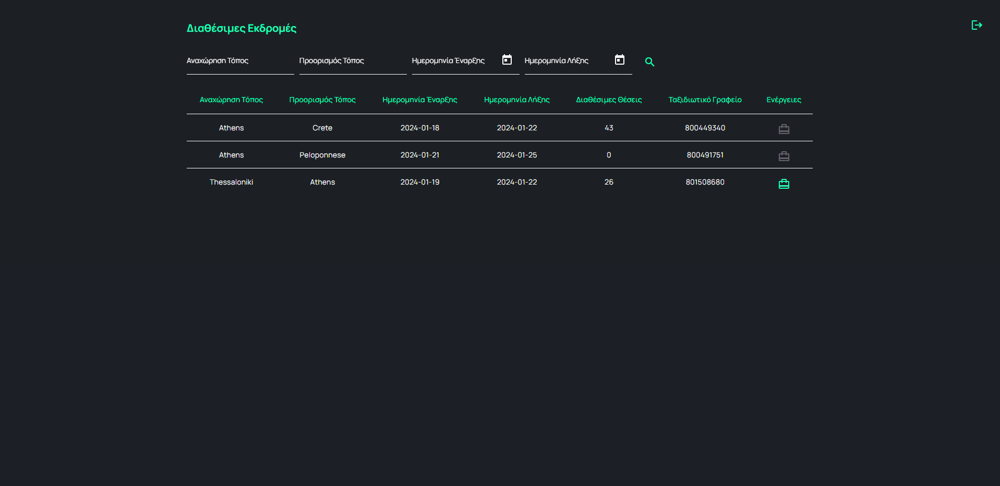 Διαθέσιμες Εκδρομές
Αναχώρηση Τόπος Προορισμός Τόπος Ημερομηνία Έναρξης Ημερομηνία Λήξης
Αναχώρηση Τόπος Προορισμός Τόπος Ημερομηνία Έναρξης Ημερομηνία Λήξης Διαθέσιμες Θέσεις Ταξιδιωτικό Γραφείο Ενέργειες
Athens Crete 2024-01-18 2024-01-22 43 800449340
Athens Peloponnese 2024-01-21 2024-01-25 0 800491751
Thessaloniki Athens 2024-01-19 2024-01-22 26 801508680